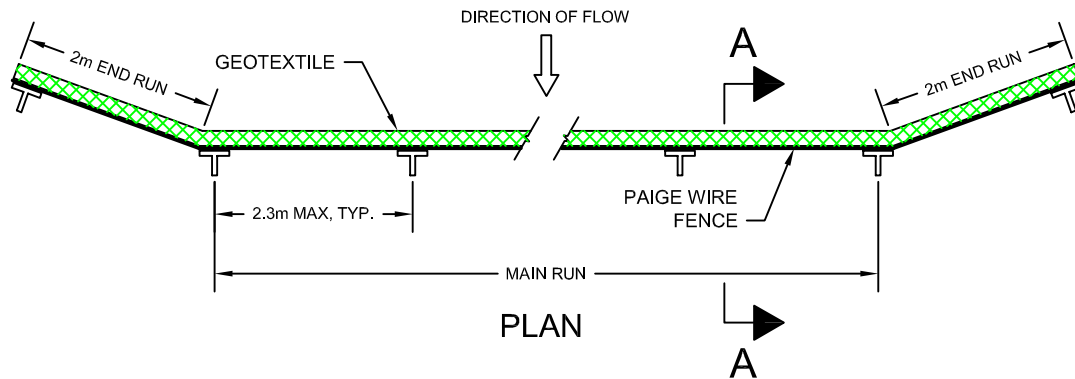 DIRECTION OF FLOW
A
2m END RUN
GEOTEXTILE
2m END RUN
2.3m MAX, TYP.
PAIGE WIRE
FENCE
MAIN RUN
PLAN
A